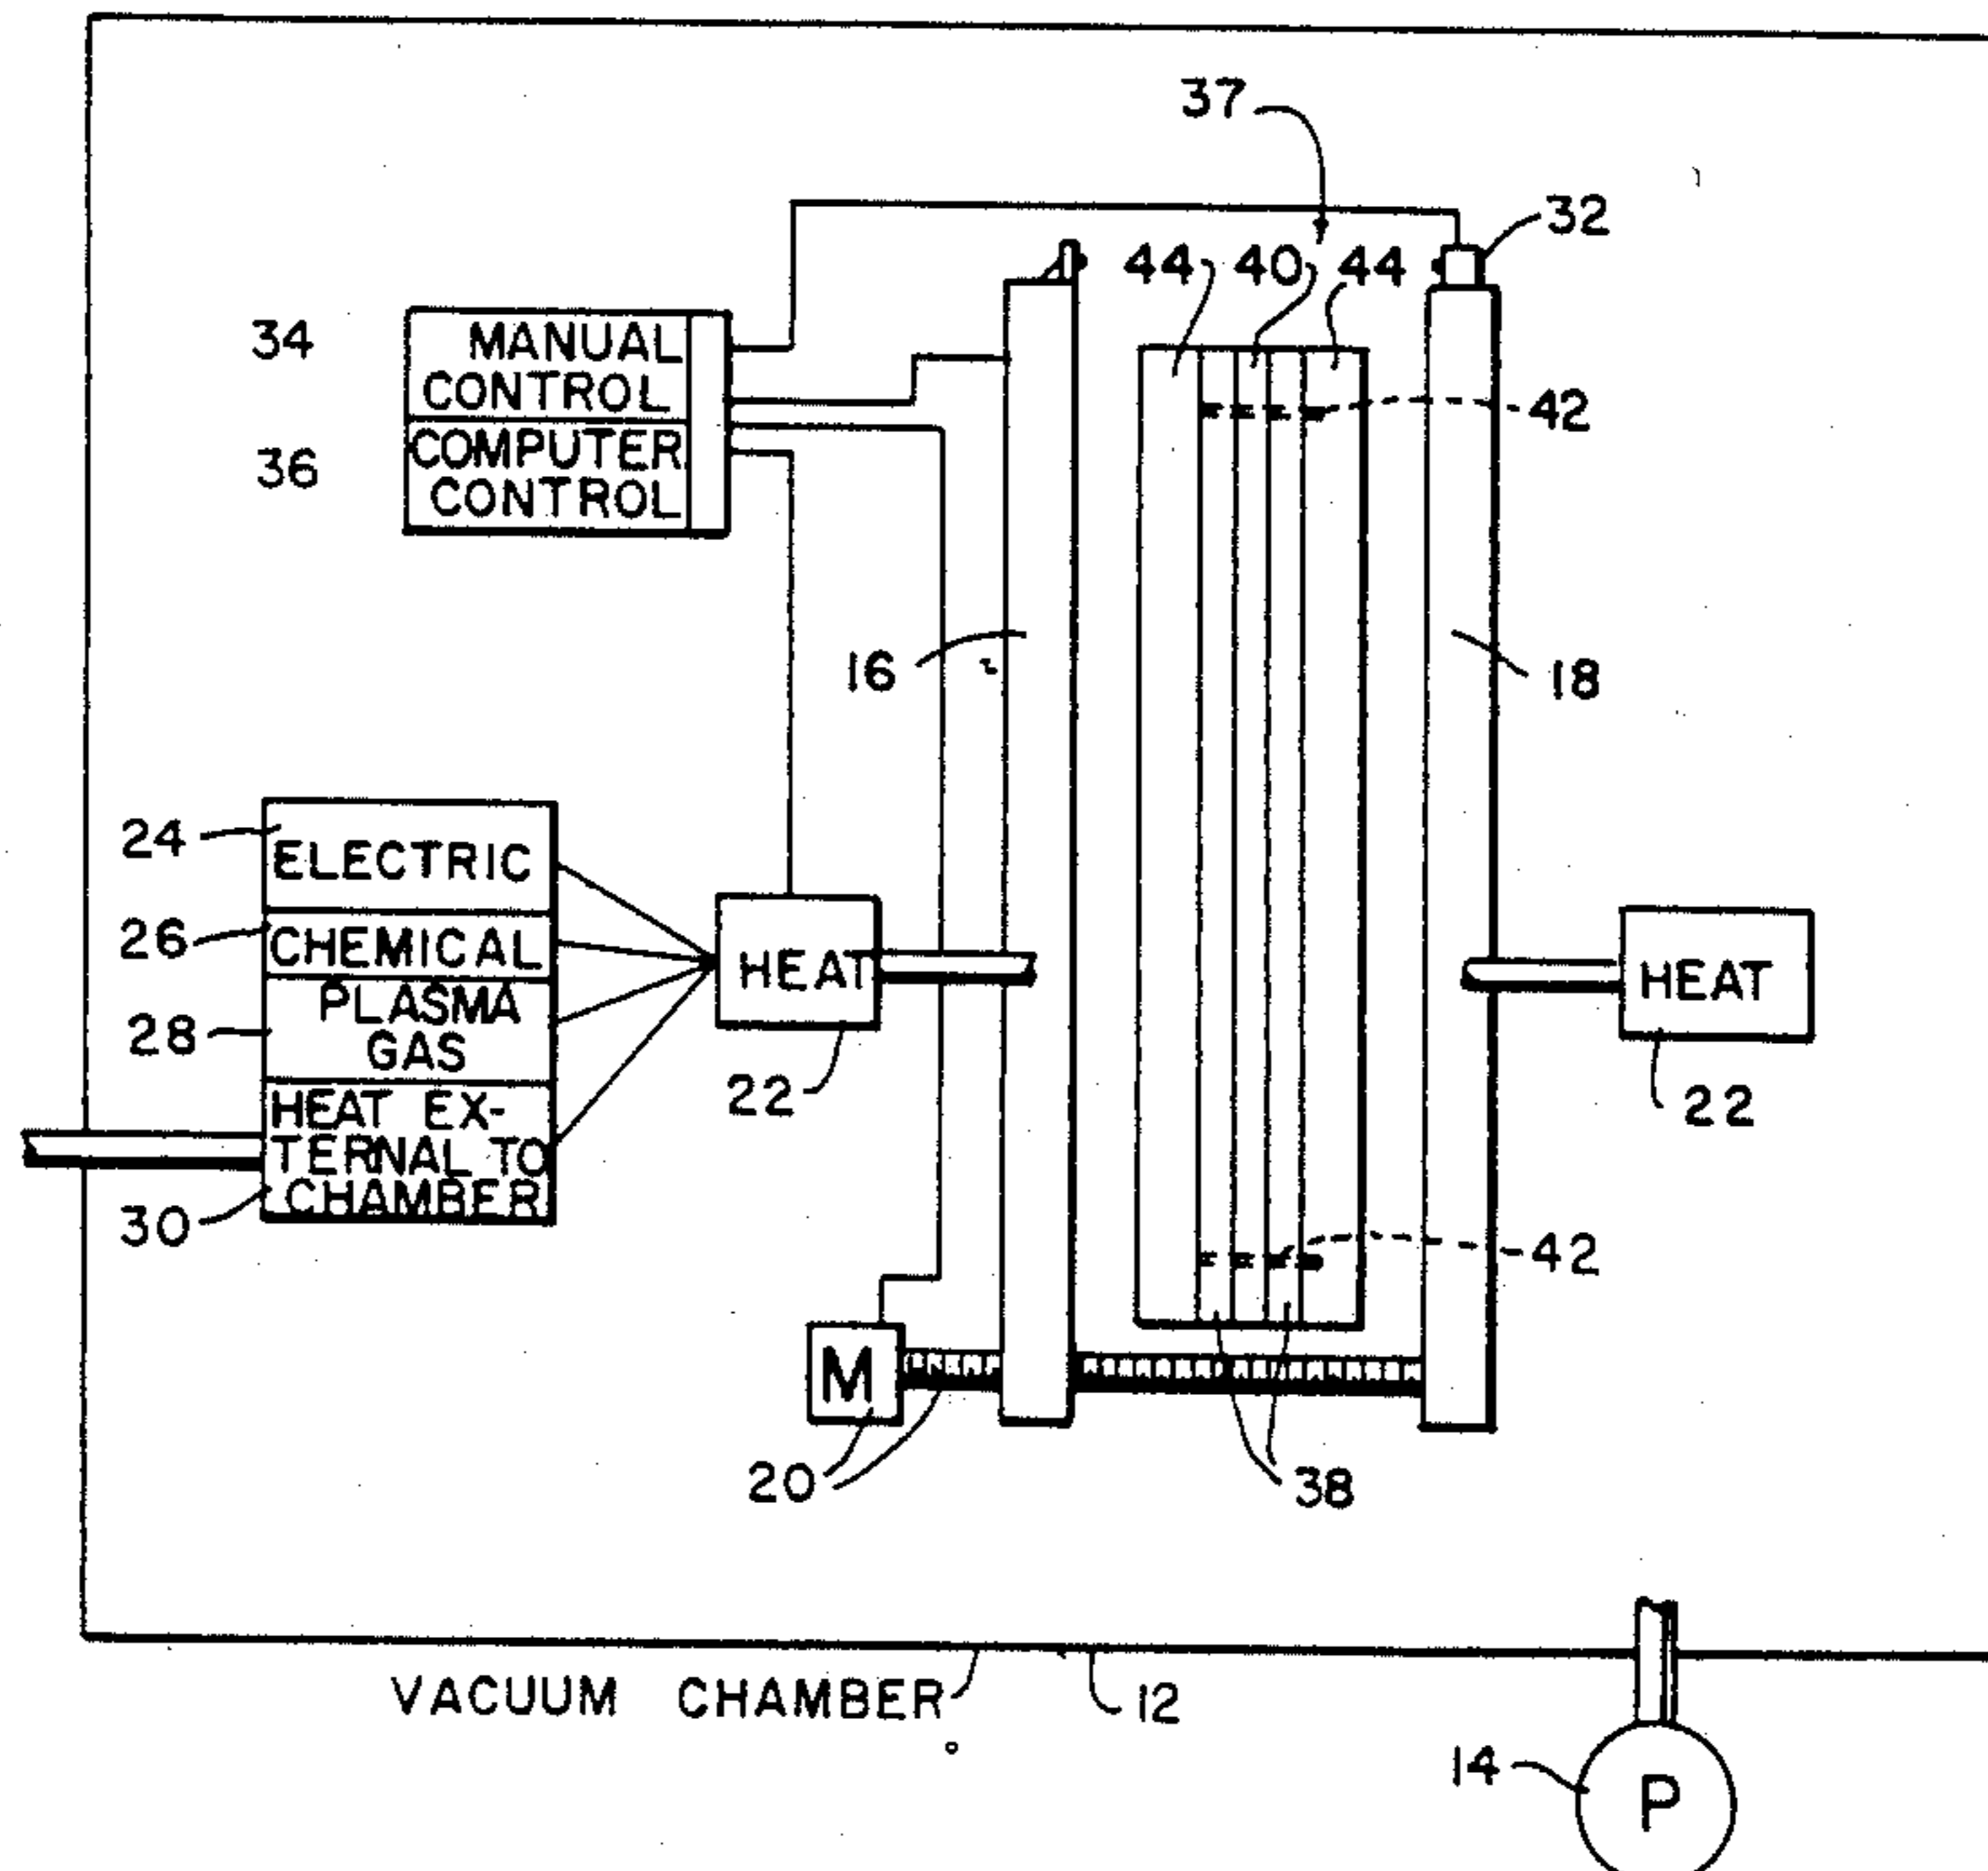 37
32
44 40 44
34
MANUAL
CONTROL
42
36
COMPUTER
CONTROL
16
18
24
ELECTRIC
26
CHEMICAL
HEAT
HEAT
28
PLASMA
GAS
22
22
HEAT EX-
TERNAL TO
CHAMBER
30
42
M
20
38
VACUUM CHAMBER
12
14
P